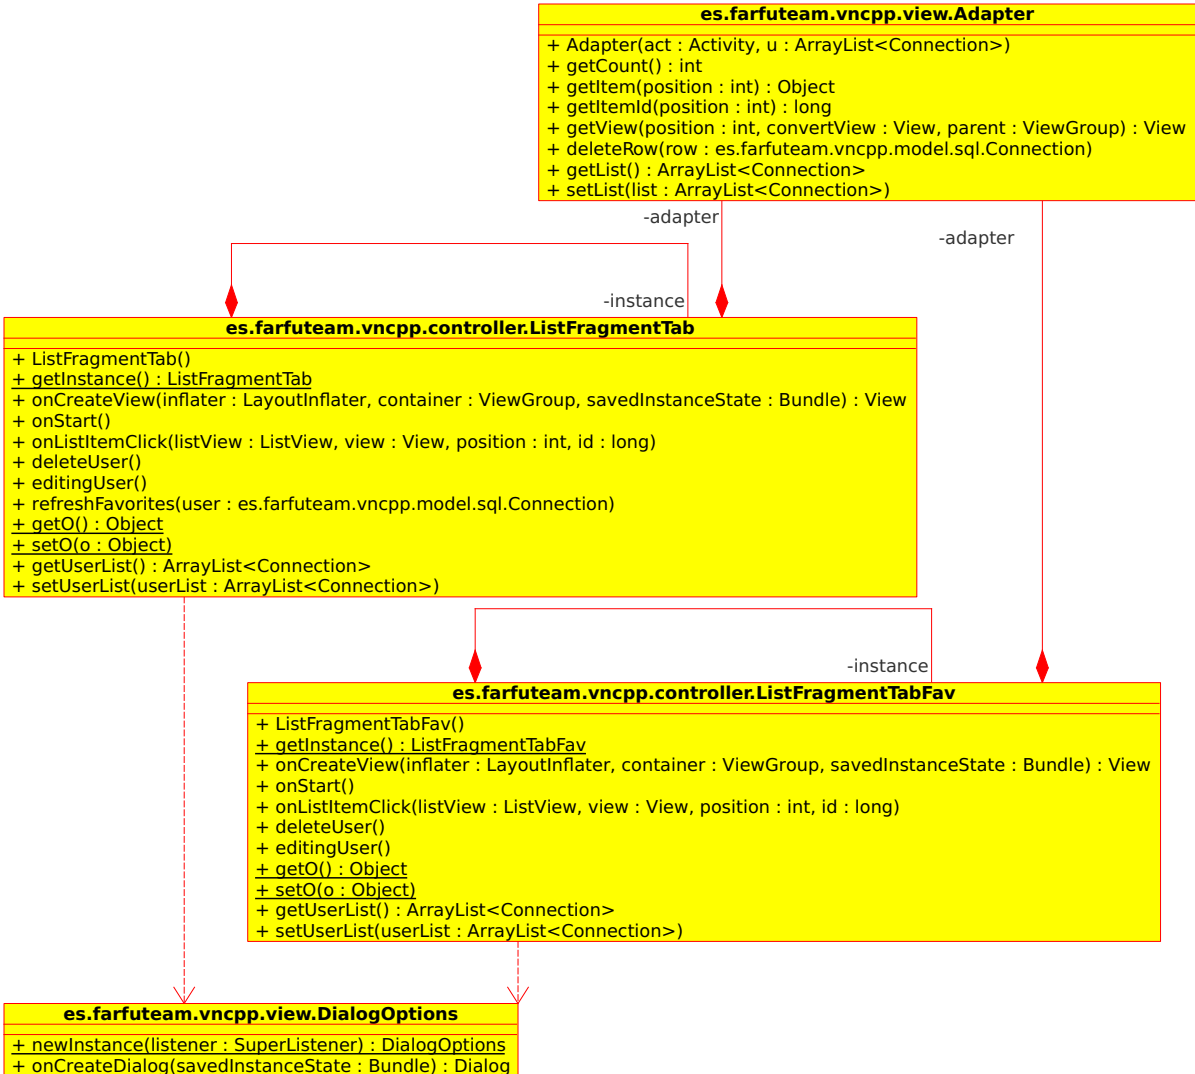 es.farfuteam.vncpp.view.Adapter
+ Adapter(act : Activity, u : ArrayList<Connection>)
+ getCount() : int
+ getItem(position : int) : Object
+ getItemId(position : int) : long
+ getView(position : int, convertView : View, parent : ViewGroup) : View
+ deleteRow(row : es.farfuteam.vncpp.model.sql.Connection)
+ getList() : ArrayList<Connection>
+ setList(list : ArrayList<Connection>)
-adapter
-adapter
-instance
es.farfuteam.vncpp.controller.ListFragmentTab
+ ListFragmentTab()
+ getInstance() : ListFragmentTab
+ onCreateView(inflater : LayoutInflater, container : ViewGroup, savedInstanceState : Bundle) : View
+ onStart()
+ onListItemClick(listView : ListView, view : View, position : int, id : long)
+ deleteUser()
+ editingUser()
+ refreshFavorites(user : es.farfuteam.vncpp.model.sql.Connection)
+ getO() : Object
+ setO(o : Object)
+ getUserList() : ArrayList<Connection>
+ setUserList(userList : ArrayList<Connection>)
-instance
es.farfuteam.vncpp.controller.ListFragmentTabFav
+ ListFragmentTabFav()
+ getInstance() : ListFragmentTabFav
+ onCreateView(inflater : LayoutInflater, container : ViewGroup, savedInstanceState : Bundle) : View
+ onStart()
+ onListItemClick(listView : ListView, view : View, position : int, id : long)
+ deleteUser()
+ editingUser()
+ getO() : Object
+ setO(o : Object)
+ getUserList() : ArrayList<Connection>
+ setUserList(userList : ArrayList<Connection>)
es.farfuteam.vncpp.view.DialogOptions
+ newInstance(listener : SuperListener) : DialogOptions
+ onCreateDialog(savedInstanceState : Bundle) : Dialog